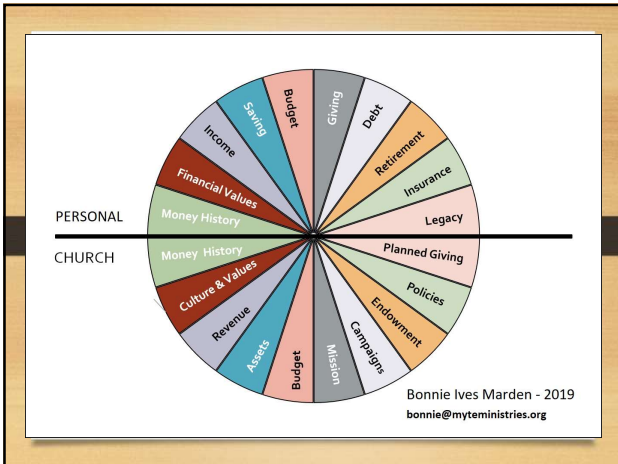 Money History
Financial Values
Income
Saving
Budget
Giving
Debt
Retirement
Insurance
Legacy
PERSONAL
CHURCH
Money History
Culture & Values
Revenue
Assets
Budget
Mission
Campaigns
Endowment
Policies
Planned Giving
Bonnie Ives Marden - 2019
bonnie@myteministries.org